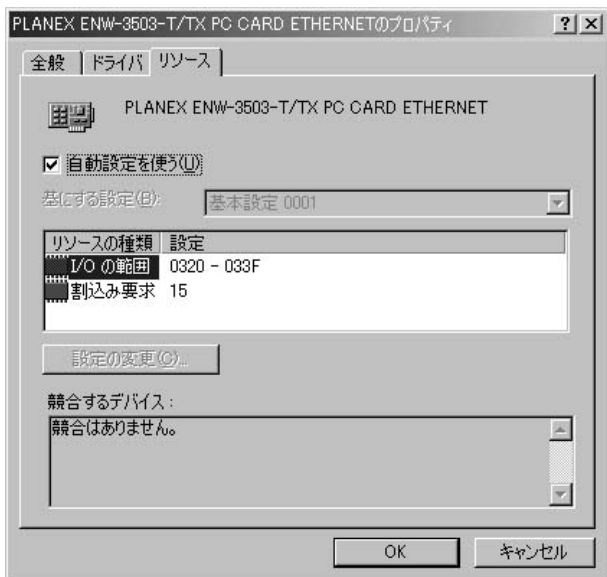 PLANEX ENW-3503-T/TX PC CARD ETHERNETのプロパティ
全般 ドライバ リソース
PLANEX ENW-3503-T/TX PC CARD ETHERNET
自動設定を使う(U)
基にする設定(B): 基本設定 0001
リソースの種類 設定
I/O の範囲 0320 - 033F
割込み要求 15
設定の変更(C)...
競合するデバイス:
競合はありません。
OK キャンセル